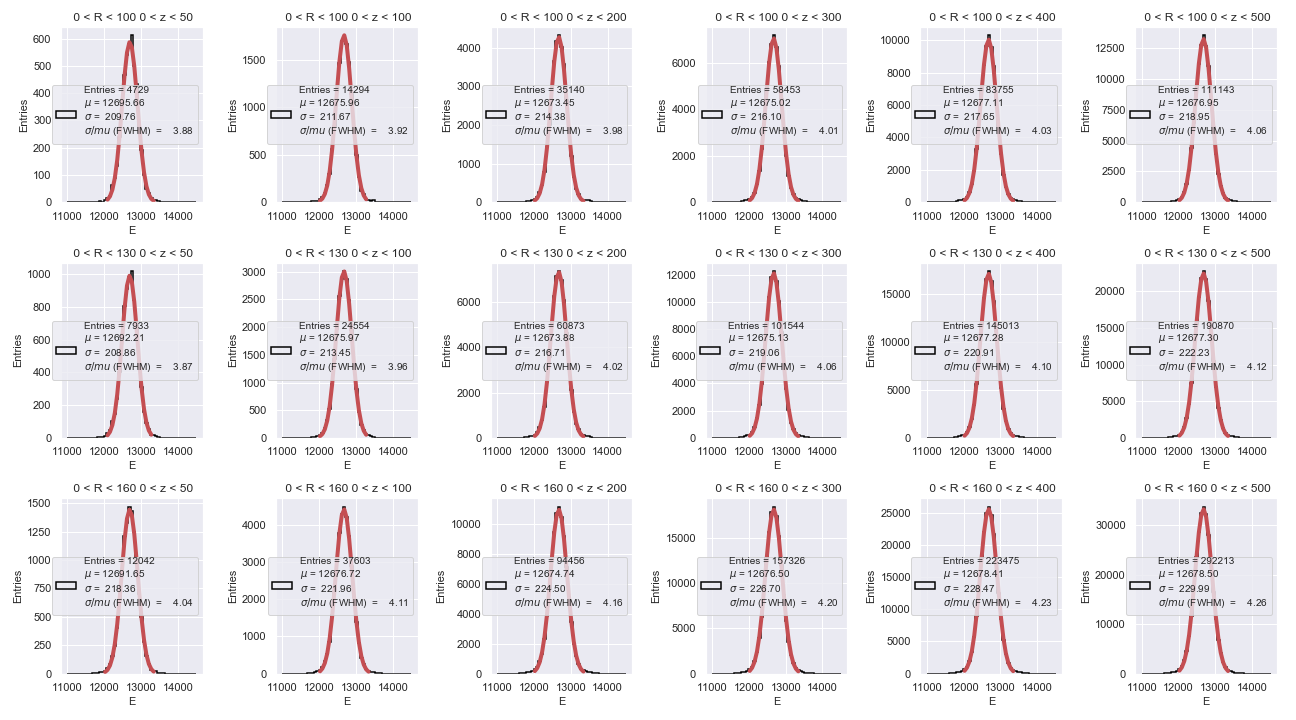 0 < R < 100 0 < z < 50
Entries
600
500
400
300
200
100
0
Entries = 4729
μ = 12695.66
σ = 209.76
σ/mu (FWHM) = 3.88
11000 12000 13000 14000
E
0 < R < 100 0 < z < 100
Entries
1500
1000
500
0
Entries = 14294
μ = 12675.96
σ = 211.67
σ/mu (FWHM) = 3.92
11000 12000 13000 14000
E
0 < R < 100 0 < z < 200
Entries
4000
3000
2000
1000
0
Entries = 35140
μ = 12673.45
σ = 214.38
σ/mu (FWHM) = 3.98
11000 12000 13000 14000
E
0 < R < 100 0 < z < 300
Entries
6000
4000
2000
0
Entries = 58453
μ = 12675.02
σ = 216.10
σ/mu (FWHM) = 4.01
11000 12000 13000 14000
E
0 < R < 100 0 < z < 400
Entries
10000
8000
6000
4000
2000
0
Entries = 83755
μ = 12677.11
σ = 217.65
σ/mu (FWHM) = 4.03
11000 12000 13000 14000
E
0 < R < 100 0 < z < 500
Entries
12500
10000
7500
5000
2500
0
Entries = 111143
μ = 12676.95
σ = 218.95
σ/mu (FWHM) = 4.06
11000 12000 13000 14000
E
0 < R < 130 0 < z < 50
Entries
1000
800
600
400
200
0
Entries = 7933
μ = 12692.21
σ = 208.86
σ/mu (FWHM) = 3.87
11000 12000 13000 14000
E
0 < R < 130 0 < z < 100
Entries
3000
2500
2000
1500
1000
500
0
Entries = 24554
μ = 12675.97
σ = 213.45
σ/mu (FWHM) = 3.96
11000 12000 13000 14000
E
0 < R < 130 0 < z < 200
Entries
6000
4000
2000
0
Entries = 60873
μ = 12673.88
σ = 216.71
σ/mu (FWHM) = 4.02
11000 12000 13000 14000
E
0 < R < 130 0 < z < 300
Entries
12000
10000
8000
6000
4000
2000
0
Entries = 101544
μ = 12675.13
σ = 219.06
σ/mu (FWHM) = 4.06
11000 12000 13000 14000
E
0 < R < 130 0 < z < 400
Entries
15000
10000
5000
0
Entries = 145013
μ = 12677.28
σ = 220.91
σ/mu (FWHM) = 4.10
11000 12000 13000 14000
E
0 < R < 130 0 < z < 500
Entries
20000
15000
10000
5000
0
Entries = 190870
μ = 12677.30
σ = 222.23
σ/mu (FWHM) = 4.12
11000 12000 13000 14000
E
0 < R < 160 0 < z < 50
Entries
1500
1250
1000
750
500
250
0
Entries = 12042
μ = 12691.65
σ = 218.36
σ/mu (FWHM) = 4.04
11000 12000 13000 14000
E
0 < R < 160 0 < z < 100
Entries
4000
3000
2000
1000
0
Entries = 37603
μ = 12676.72
σ = 221.96
σ/mu (FWHM) = 4.11
11000 12000 13000 14000
E
0 < R < 160 0 < z < 200
Entries
10000
8000
6000
4000
2000
0
Entries = 94456
μ = 12674.74
σ = 224.50
σ/mu (FWHM) = 4.16
11000 12000 13000 14000
E
0 < R < 160 0 < z < 300
Entries
15000
10000
5000
0
Entries = 157326
μ = 12676.50
σ = 226.70
σ/mu (FWHM) = 4.20
11000 12000 13000 14000
E
0 < R < 160 0 < z < 400
Entries
25000
20000
15000
10000
5000
0
Entries = 223475
μ = 12678.41
σ = 228.47
σ/mu (FWHM) = 4.23
11000 12000 13000 14000
E
0 < R < 160 0 < z < 500
Entries
30000
20000
10000
0
Entries = 292213
μ = 12678.50
σ = 229.99
σ/mu (FWHM) = 4.26
11000 12000 13000 14000
E